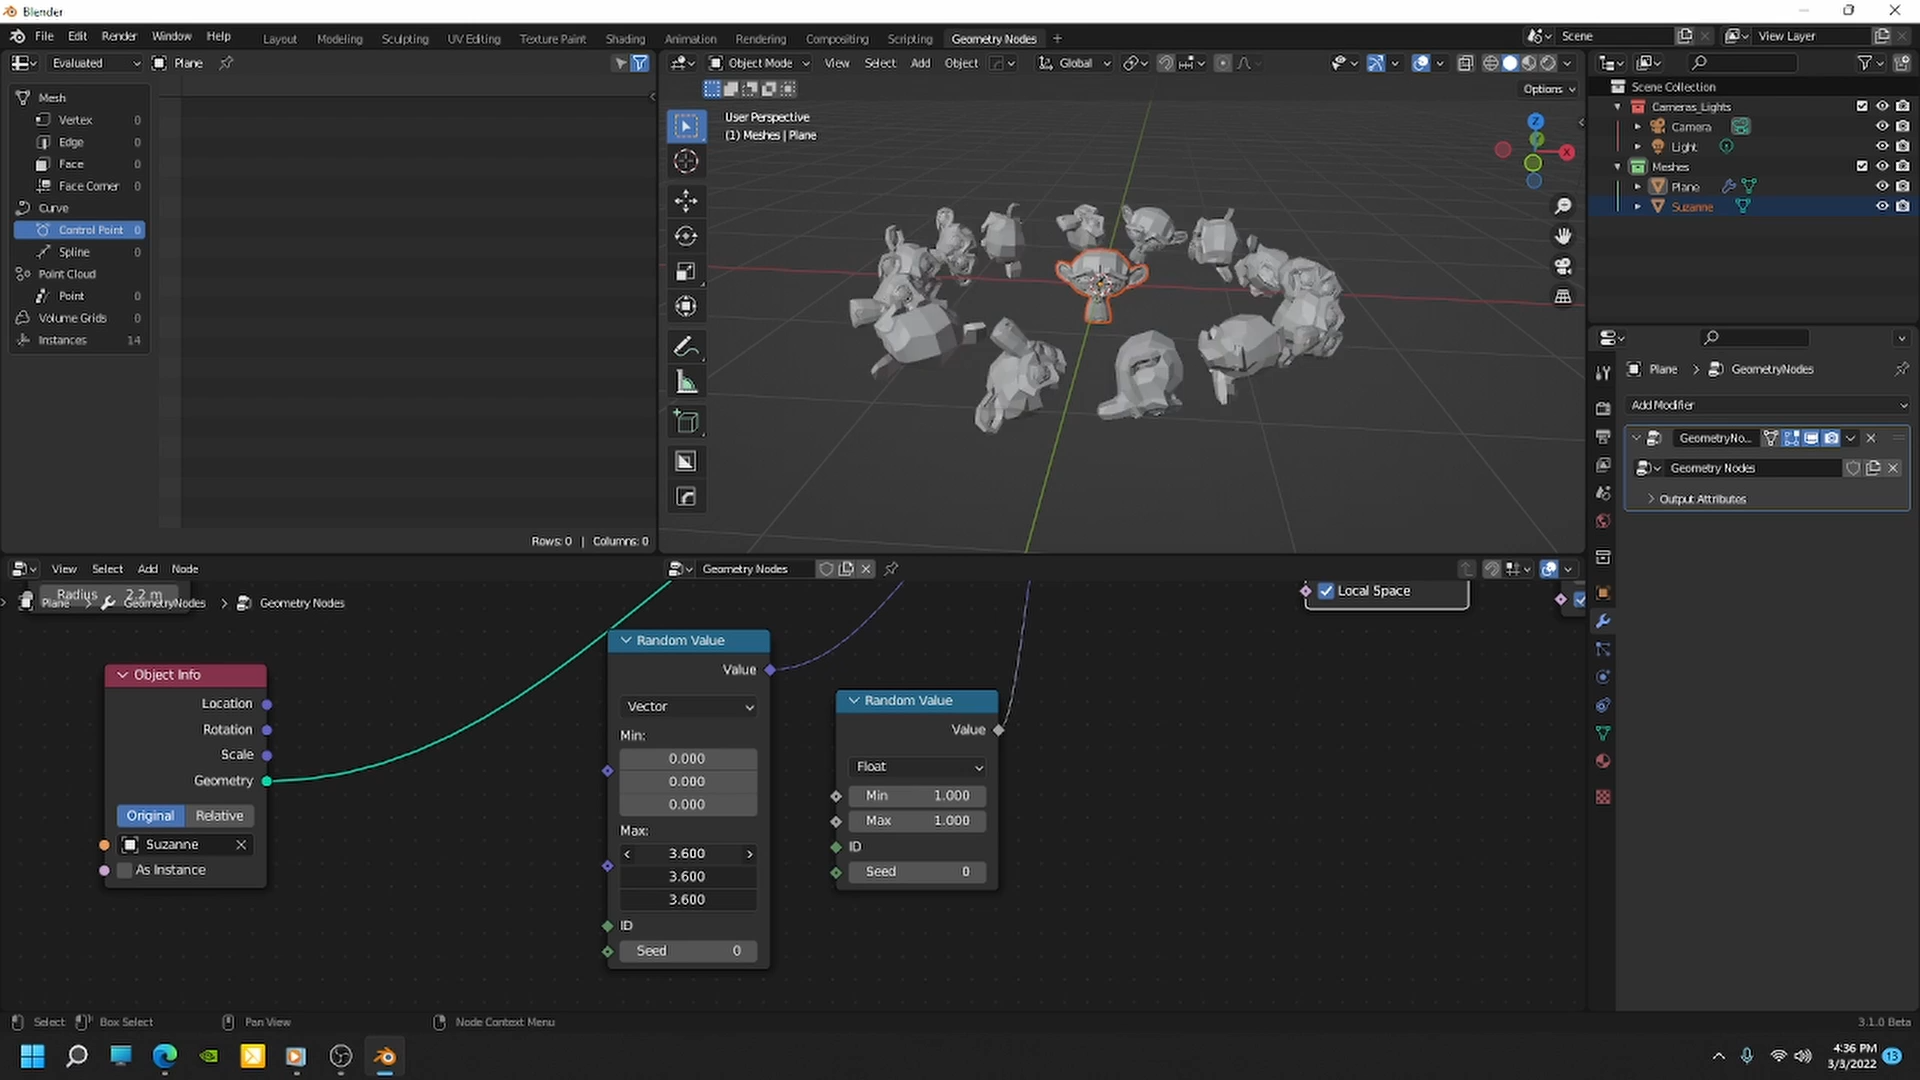 Blender
File Edit Render Window Help Layout Modeling Sculpting UV Editing Texture Paint Shading Animation Rendering Compositing Scripting Geometry Nodes + Scene View Layer
Evaluated Plane
Object Mode View Select Add Object Global
Options
Mesh
Vertex 0
Edge 0
Face 0
Face Corner 0
Curve
Control Point 0
Spline 0
Point Cloud
Point 0
Volume Grids 0
Instances 14
Rows: 0 | Columns: 0
User Perspective
(1) Meshes | Plane
Z
Y
X
Scene Collection
Cameras_Lights
Camera
Light
Meshes
Plane
Suzanne
Plane > GeometryNodes
Add Modifier
GeometryNo...
Geometry Nodes
Output Attributes
View Select Add Node Geometry Nodes
Radius 2.2 m
Plane > GeometryNodes > Geometry Nodes
Local Space
Object Info
Location
Rotation
Scale
Geometry
Original Relative
Suzanne
As Instance
Random Value
Value
Vector
Min:
0.000
0.000
0.000
Max:
3.600
3.600
3.600
ID
Seed 0
Random Value
Value
Float
Min 1.000
Max 1.000
ID
Seed 0
Select Box Select Pan View Node Context Menu 3.1.0 Beta
4:36 PM
3/3/2022
13